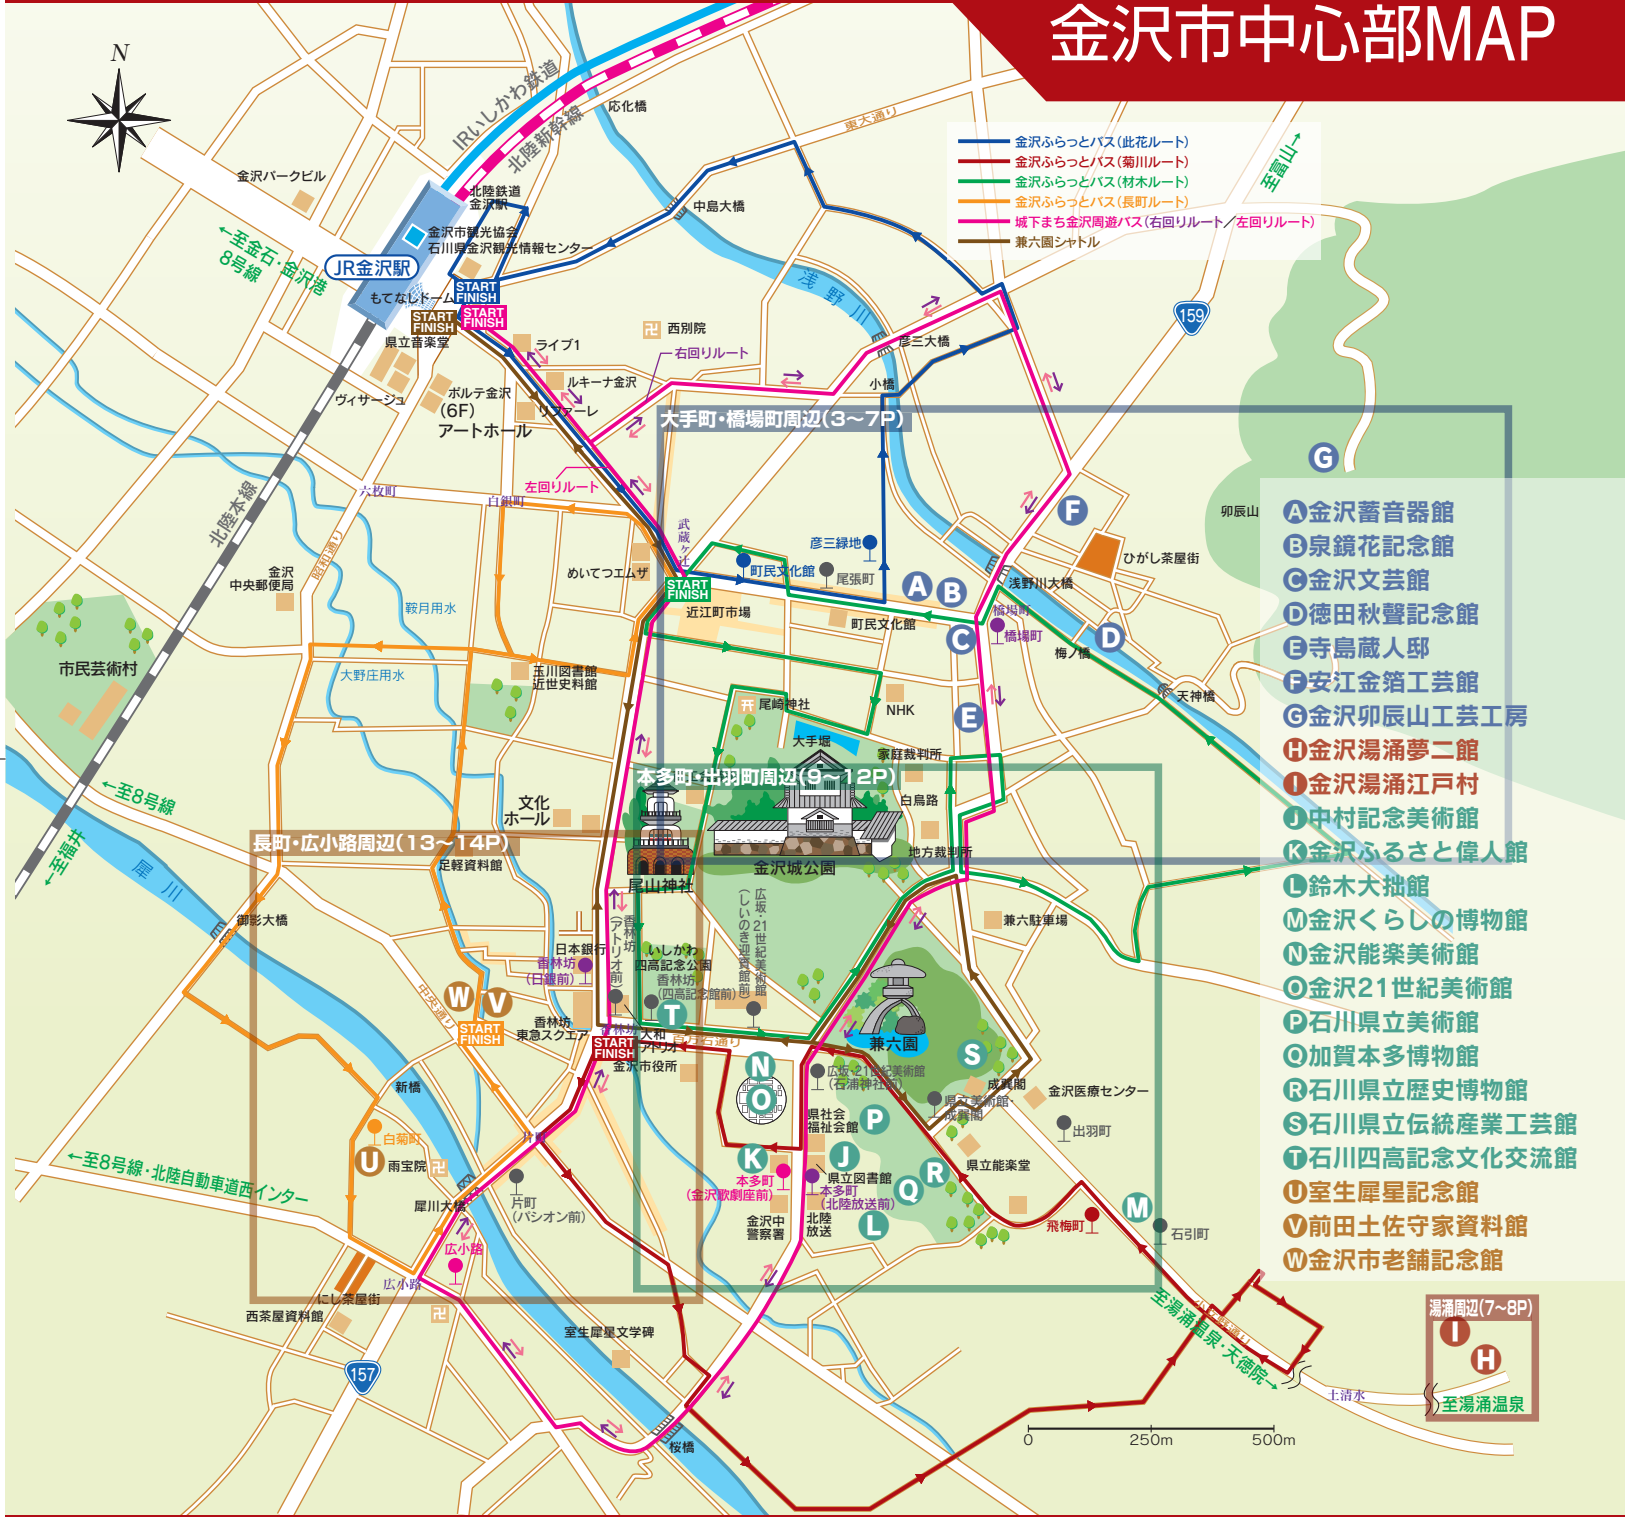 金沢市中心部MAP
N
IRいしかわ鉄道
北陸新幹線
応化橋
東大通り
金沢ふらっとバス(此花ルート)
金沢ふらっとバス(菊川ルート)
金沢ふらっとバス(材木ルート)
金沢ふらっとバス(長町ルート)
城下まち金沢周遊バス(右回りルート/左回りルート)
兼六園シャトル
至富山→
金沢パークビル
北陸鉄道
金沢駅
中島大橋
金沢市観光協会
石川県金沢観光情報センター
←至金石・金沢港
8号線
JR金沢駅
もてなしドーム
START
FINISH
START
FINISH
START
FINISH
浅野川
159
県立音楽堂
ライブ1
西別院
右回りルート
彦三大橋
ルキーナ金沢
小橋
ヴィサージュ
ポルテ金沢
(6F)
アートホール
リファーレ
大手町・橋場町周辺(3〜7P)
G
左回りルート
六枚町
白銀町
北陸本線
武蔵ヶ辻
F
卯辰山
彦三緑地
昭和通り
金沢
中央郵便局
めいてつエムザ
町民文化館
尾張町
ひがし茶屋街
浅野川大橋
START
FINISH
A
B
鞍月用水
近江町市場
町民文化館
橋場町
橋場町
C
D
梅ノ橋
市民芸術村
大野庄用水
玉川図書館
近世史料館
天神橋
尾崎神社
NHK
E
大手堀
家庭裁判所
本多町・出羽町周辺(9〜12P)
←至8号線
白鳥路
文化
ホール
長町・広小路周辺(13〜14P)
←至福井
足軽資料館
金沢城公園
地方裁判所
犀川
尾山神社
御影大橋
香林坊
(アトリオ前)
広坂・21世紀美術館
(しいのき迎賓館前)
兼六駐車場
日本銀行
香林坊
(日銀前)
いしかわ
四高記念公園
香林坊
(四高記念館前)
中央通り
W
V
T
START
FINISH
香林坊
東急スクエア
香林坊
大和
アトリオ
百万石通り
START
FINISH
兼六園
金沢市役所
N
O
広坂・21世紀美術館
(石浦神社前)
S
成巽閣
県立美術館・
成巽閣
金沢医療センター
新橋
県社会
福祉会館
P
出羽町
白菊町
片町
U
雨宝院
K
J
県立能楽堂
県立図書館
本多町
(金沢歌劇座前)
本多町
(北陸放送前)
R
Q
←至8号線・北陸自動車道西インター
犀川大橋
片町
(パシオン前)
金沢中
警察署
北陸
放送
L
飛梅町
M
石引町
広小路
広小路
にし茶屋街
西茶屋資料館
室生犀星文学碑
小立野通り
至湯涌温泉・天徳院→
157
土清水
湯涌周辺(7〜8P)
I
H
至湯涌温泉
桜橋
0
250m
500m
A金沢蓄音器館
B泉鏡花記念館
C金沢文芸館
D徳田秋聲記念館
E寺島蔵人邸
F安江金箔工芸館
G金沢卯辰山工芸工房
H金沢湯涌夢二館
I金沢湯涌江戸村
J中村記念美術館
K金沢ふるさと偉人館
L鈴木大拙館
M金沢くらしの博物館
N金沢能楽美術館
O金沢21世紀美術館
P石川県立美術館
Q加賀本多博物館
R石川県立歴史博物館
S石川県立伝統産業工芸館
T石川四高記念文化交流館
U室生犀星記念館
V前田土佐守家資料館
W金沢市老舗記念館